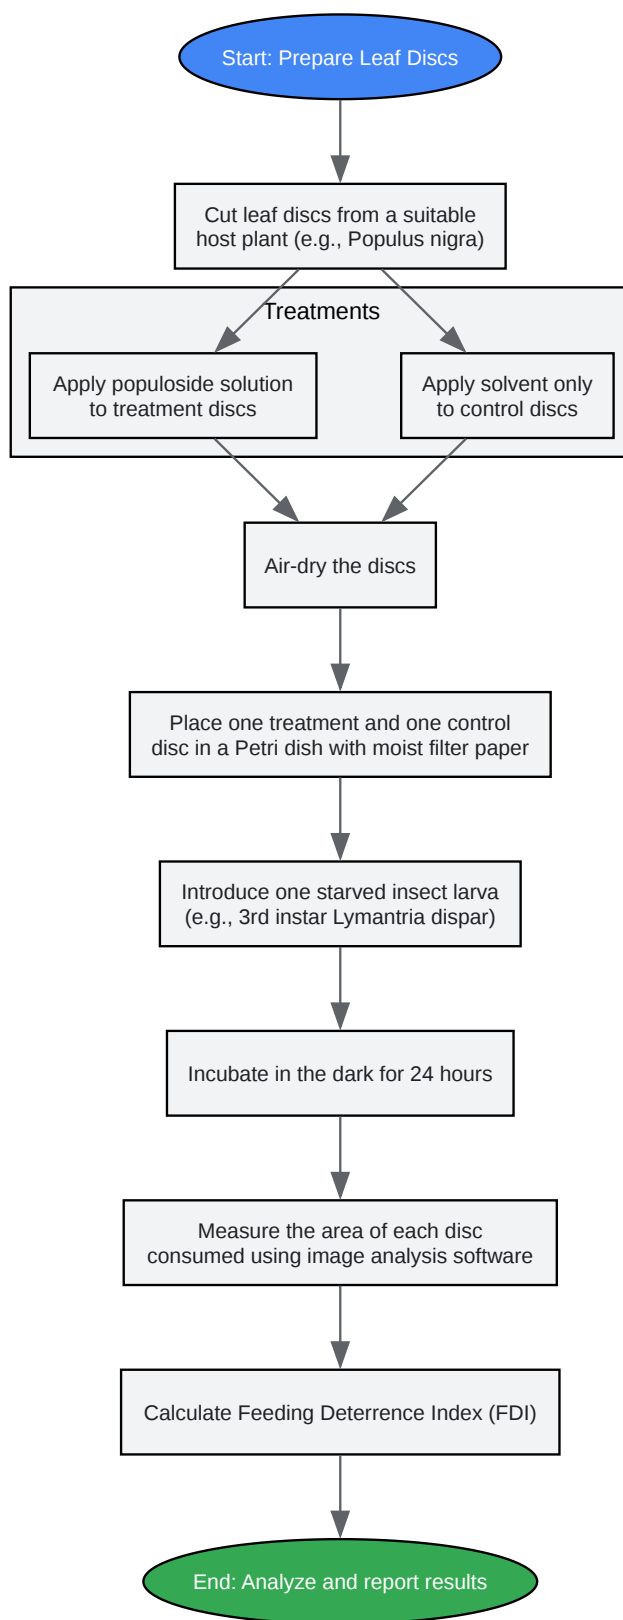 Start: Prepare Leaf Discs
Cut leaf discs from a suitable
host plant (e.g., Populus nigra)
Treatments
Apply populoside solution
to treatment discs
Apply solvent only
to control discs
Air-dry the discs
Place one treatment and one control
disc in a Petri dish with moist filter paper
Introduce one starved insect larva
(e.g., 3rd instar Lymantria dispar)
Incubate in the dark for 24 hours
Measure the area of each disc
consumed using image analysis software
Calculate Feeding Deterrence Index (FDI)
End: Analyze and report results